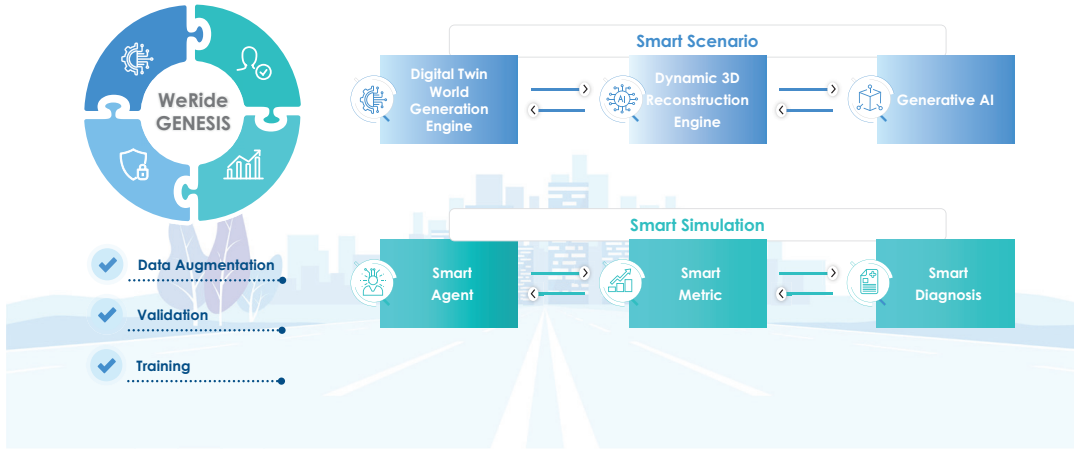 WeRide
GENESIS
Data Augmentation
Validation
Training
Smart Scenario
Digital Twin
World
Generation
Engine
AI
Dynamic 3D
Reconstruction
Engine
Generative AI
Smart Simulation
Smart
Agent
Smart
Metric
Smart
Diagnosis